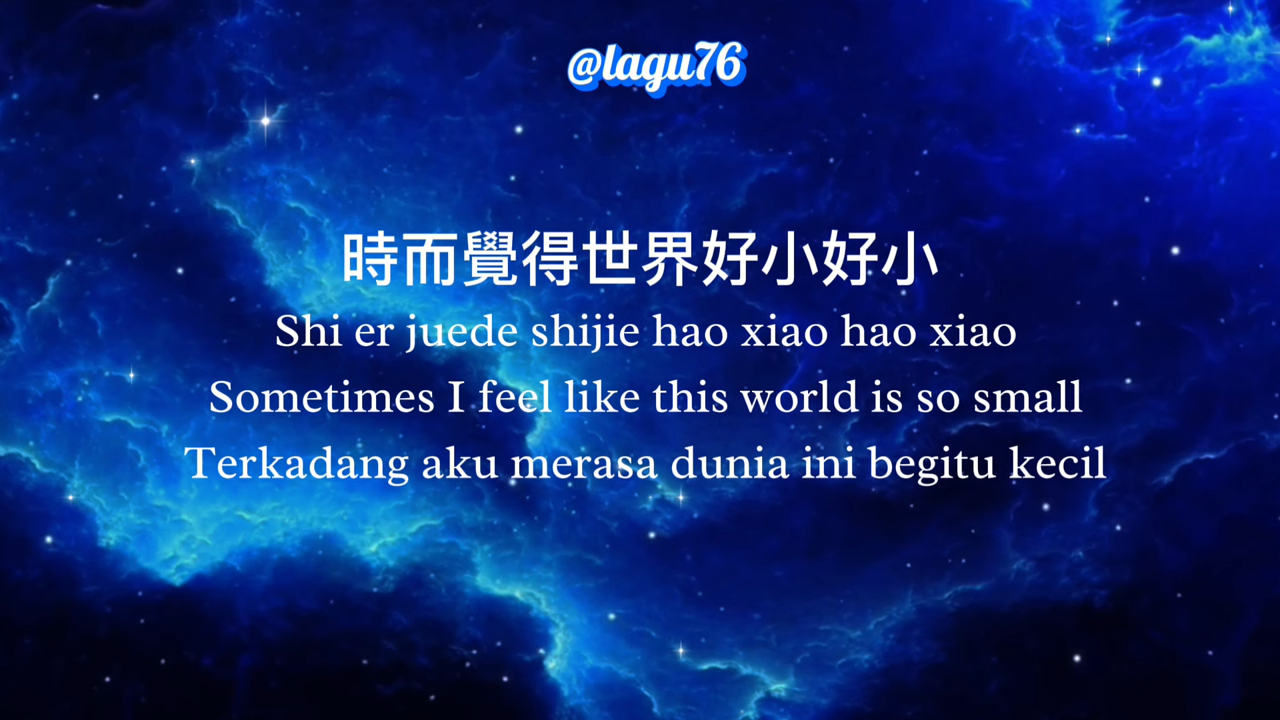 @lagu76
時而覺得世界好小好小
Shi er juede shijie hao xiao hao xiao
Sometimes I feel like this world is so small
Terkadang aku merasa dunia ini begitu kecil